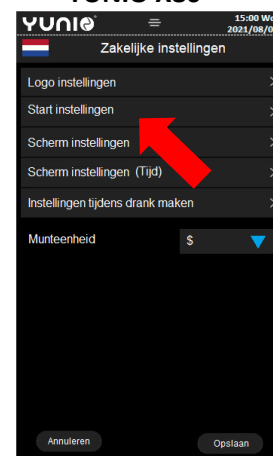 YUNIO 15:00 We
2021/08/0
Zakelijke instellingen
Logo instellingen
Start instellingen
Scherm instellingen
Scherm instellingen (Tijd)
Instellingen tijdens drank maken
Munteenheid $
Annuleren Opslaan